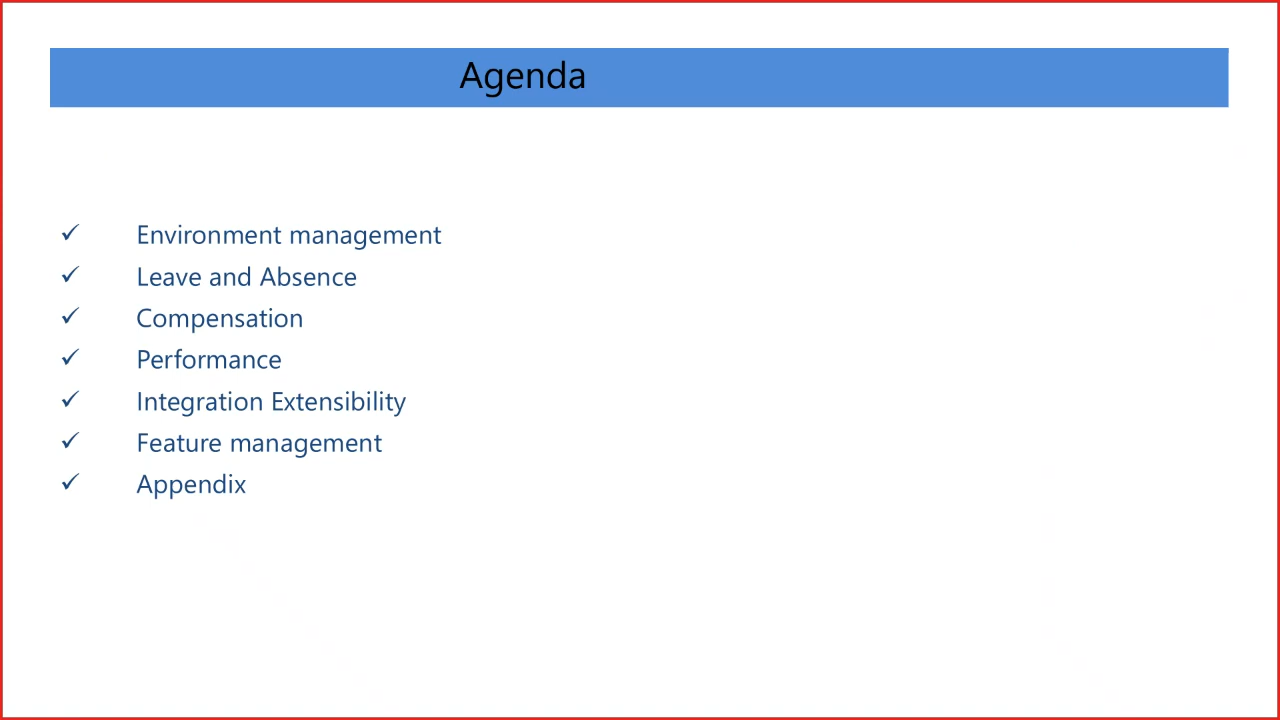 Agenda
✓ Environment management
✓ Leave and Absence
✓ Compensation
✓ Performance
✓ Integration Extensibility
✓ Feature management
✓ Appendix